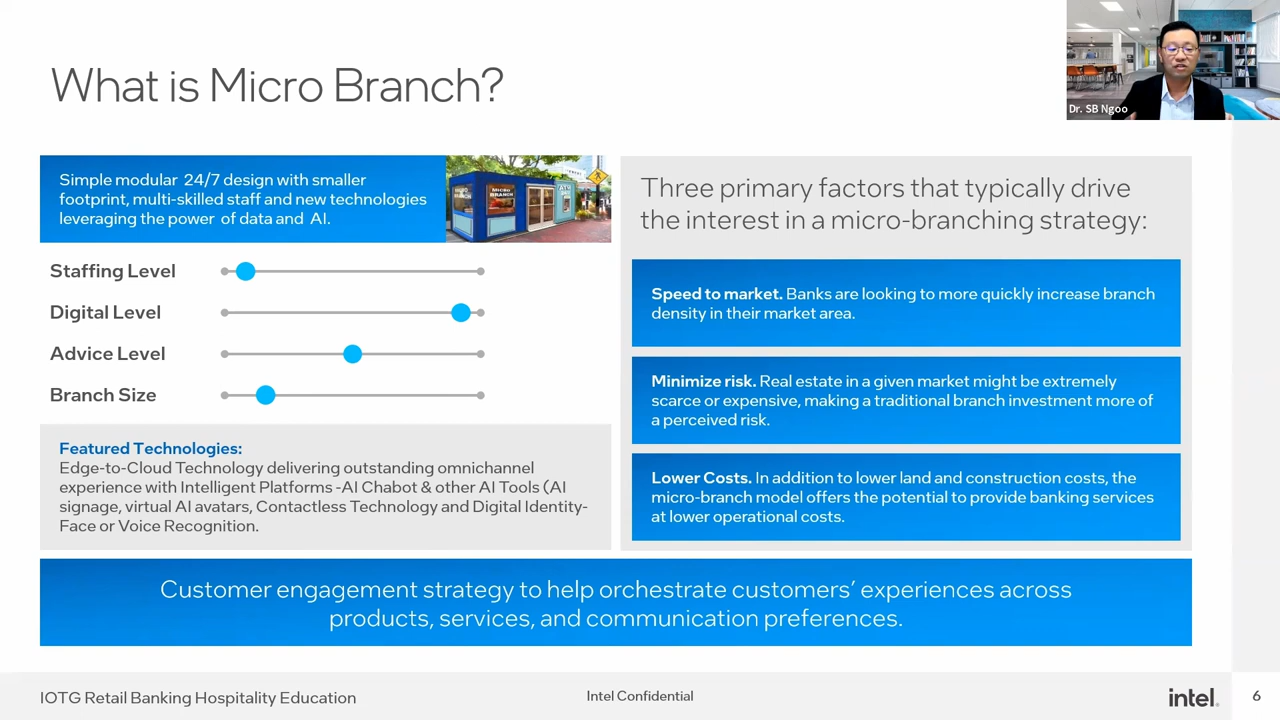 What is Micro Branch?
Dr. SB Ngoo
Simple modular 24/7 design with smaller
footprint, multi-skilled staff and new technologies
leveraging the power of data and AI.
MICRO
BRANCH
Staffing Level
Digital Level
Advice Level
Branch Size
Featured Technologies:
Edge-to-Cloud Technology delivering outstanding omnichannel
experience with Intelligent Platforms -AI Chabot & other AI Tools (AI
signage, virtual AI avatars, Contactless Technology and Digital Identity-
Face or Voice Recognition.
Three primary factors that typically drive
the interest in a micro-branching strategy:
Speed to market. Banks are looking to more quickly increase branch
density in their market area.
Minimize risk. Real estate in a given market might be extremely
scarce or expensive, making a traditional branch investment more of
a perceived risk.
Lower Costs. In addition to lower land and construction costs, the
micro-branch model offers the potential to provide banking services
at lower operational costs.
Customer engagement strategy to help orchestrate customers’ experiences across
products, services, and communication preferences.
IOTG Retail Banking Hospitality Education
Intel Confidential
intel.
6